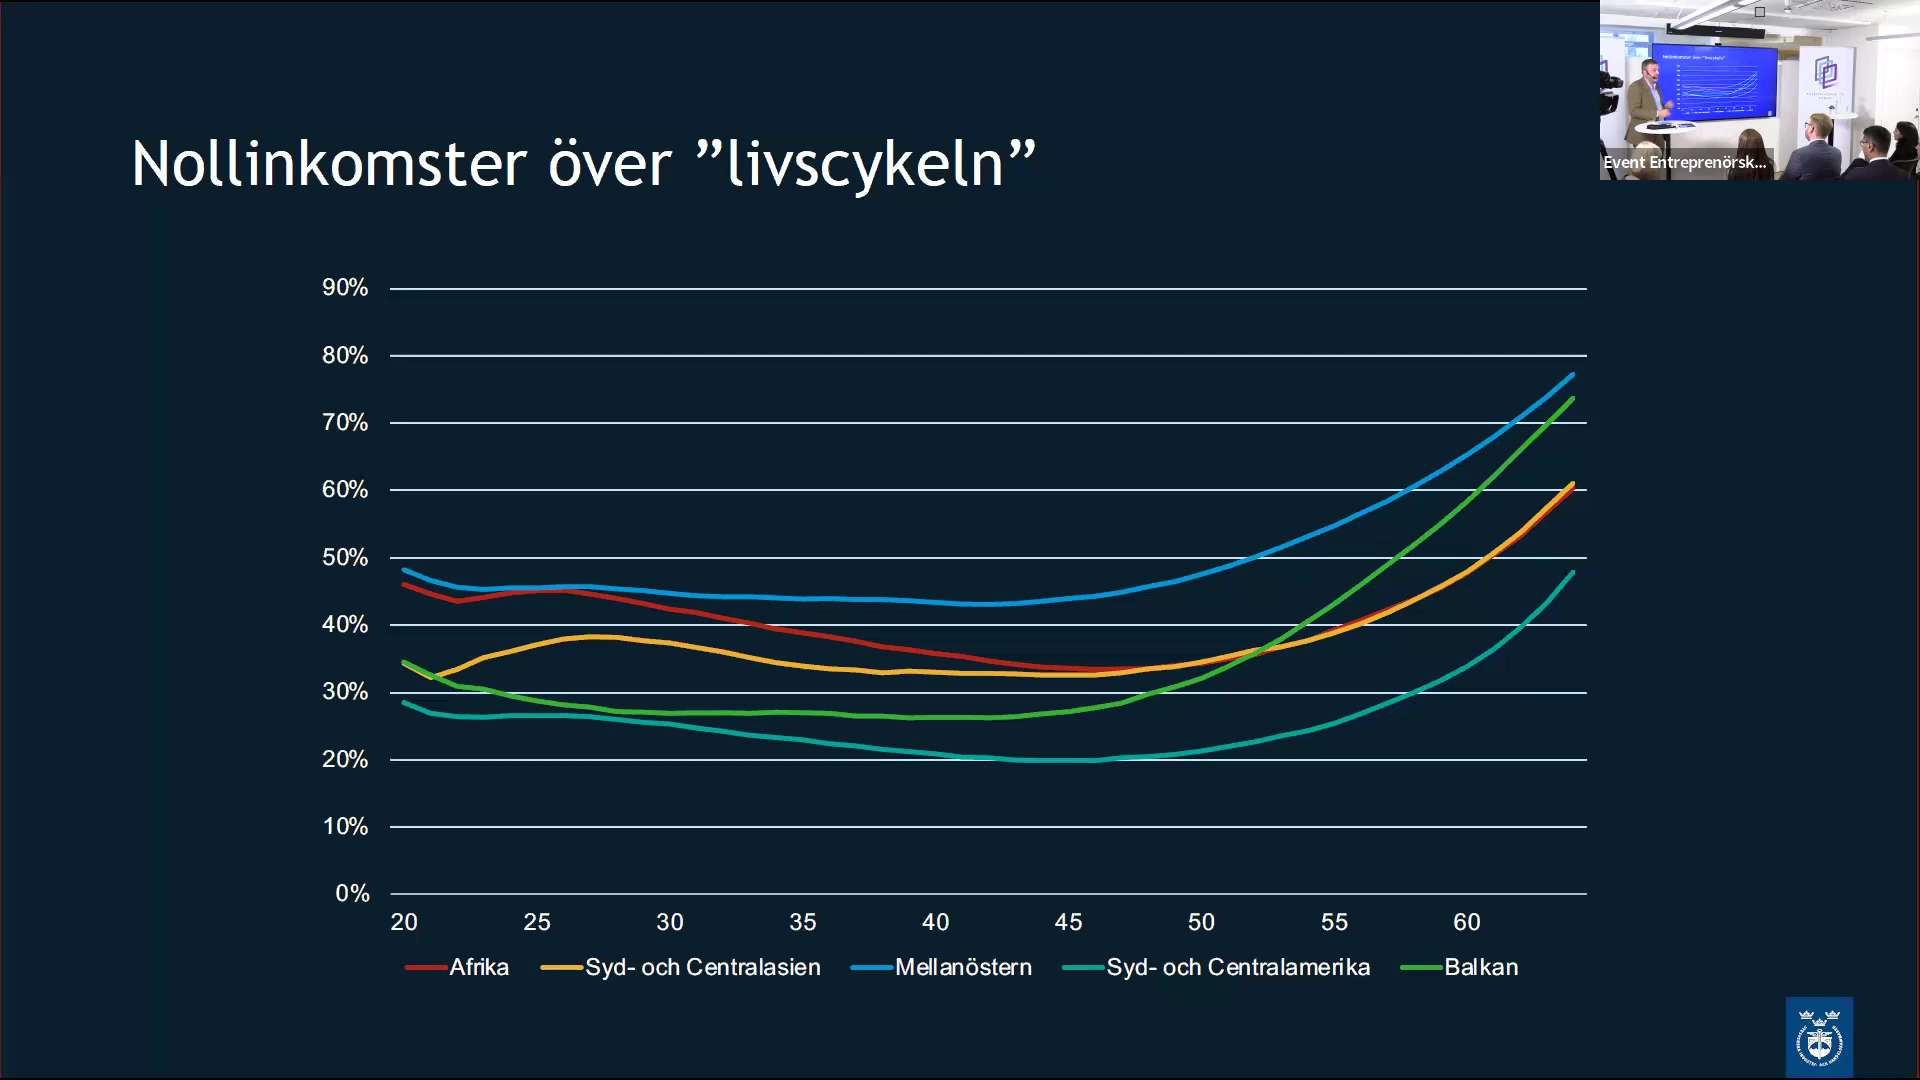 Nollinkomster över ”livscykeln”
Event Entreprenörsk...
90%
80%
70%
60%
50%
40%
30%
20%
10%
0%
20 25 30 35 40 45 50 55 60
Afrika Syd- och Centralasien Mellanöstern Syd- och Centralamerika Balkan